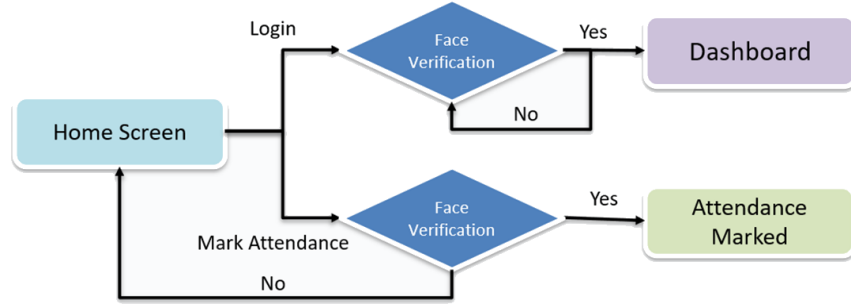 Login
Face
Verification
Yes
Dashboard
No
Home Screen
Mark Attendance
Face
Verification
Yes
Attendance
Marked
No